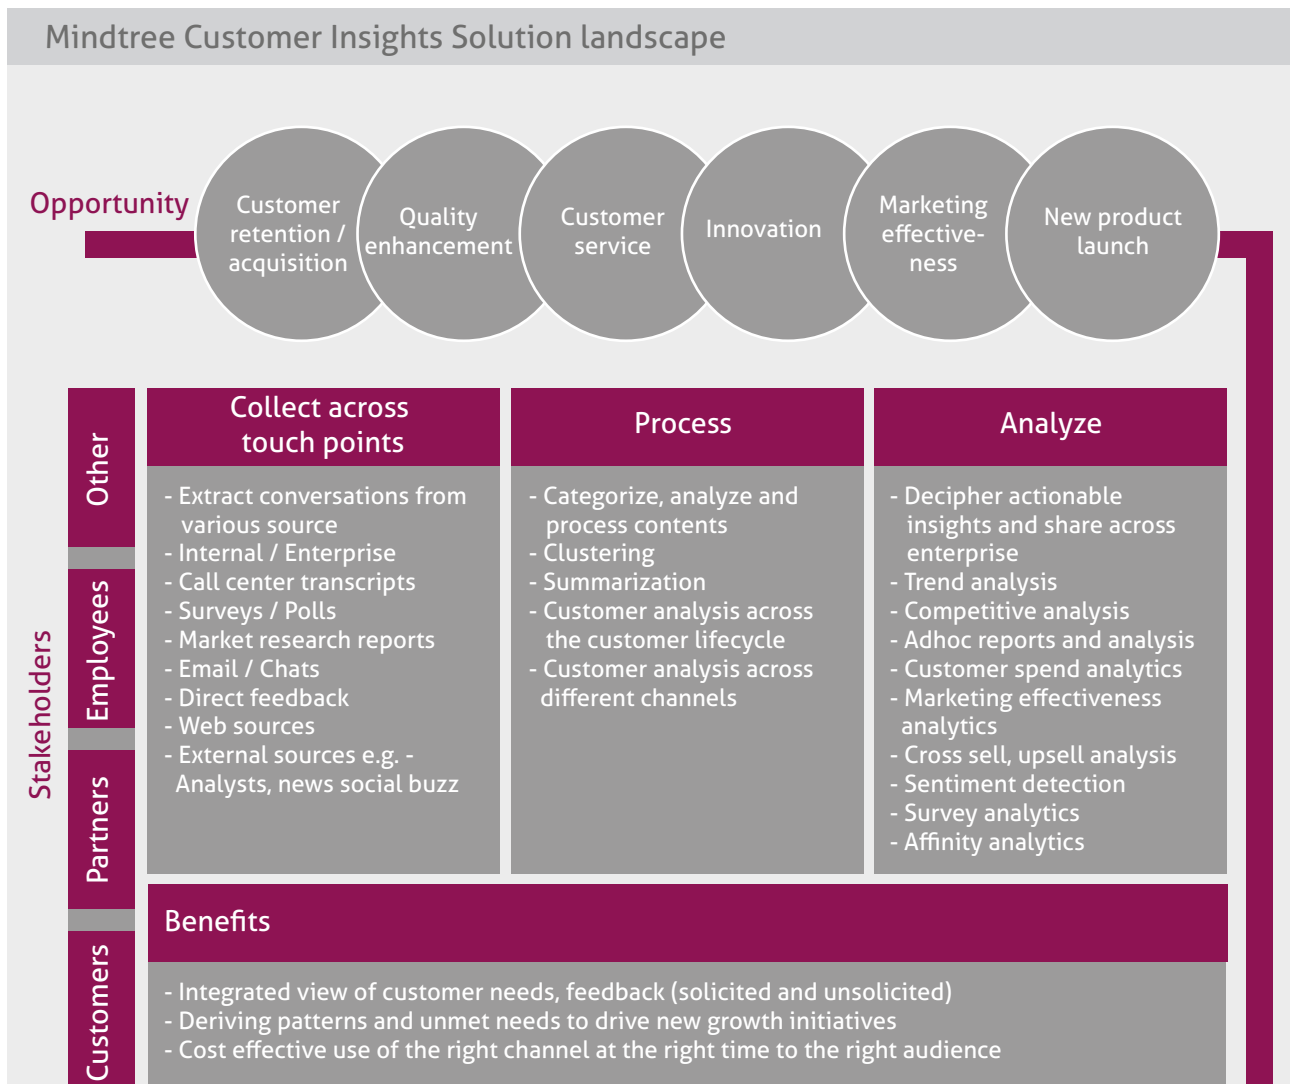 Mindtree Customer Insights Solution landscape
Opportunity
Customer
retention /
acquisition
Quality
enhancement
Customer
service
Innovation
Marketing
effective-
ness
New product
launch
Stakeholders
Other
Employees
Partners
Customers
Collect across
touch points
- Extract conversations from
various source
- Internal / Enterprise
- Call center transcripts
- Surveys / Polls
- Market research reports
- Email / Chats
- Direct feedback
- Web sources
- External sources e.g. -
Analysts, news social buzz
Process
- Categorize, analyze and
process contents
- Clustering
- Summarization
- Customer analysis across
the customer lifecycle
- Customer analysis across
different channels
Analyze
- Decipher actionable
insights and share across
enterprise
- Trend analysis
- Competitive analysis
- Adhoc reports and analysis
- Customer spend analytics
- Marketing effectiveness
analytics
- Cross sell, upsell analysis
- Sentiment detection
- Survey analytics
- Affinity analytics
Benefits
- Integrated view of customer needs, feedback (solicited and unsolicited)
- Deriving patterns and unmet needs to drive new growth initiatives
- Cost effective use of the right channel at the right time to the right audience